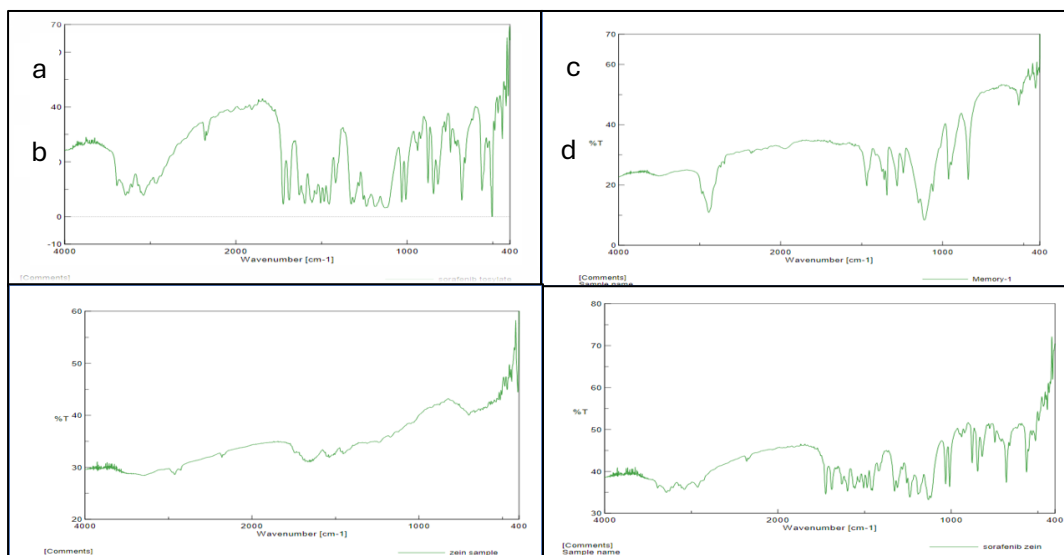 a
70
60
)
40
b
0
0
-10
4000
2000
1000
400
Wavenumber [cm-1]
[Comments]
sorafenib tosylate
c
70
60
d
%T
40
20
0
4000
2000
1000
400
Wavenumber [cm-1]
[Comments]
Sample name
Memory-1
60
50
%T
40
30
20
4000
2000
1000
400
Wavenumber [cm-1]
[Comments]
zein sample
80
70
60
%T
50
40
30
4000
2000
1000
400
Wavenumber [cm-1]
[Comments]
Sample name
sorafenib zein